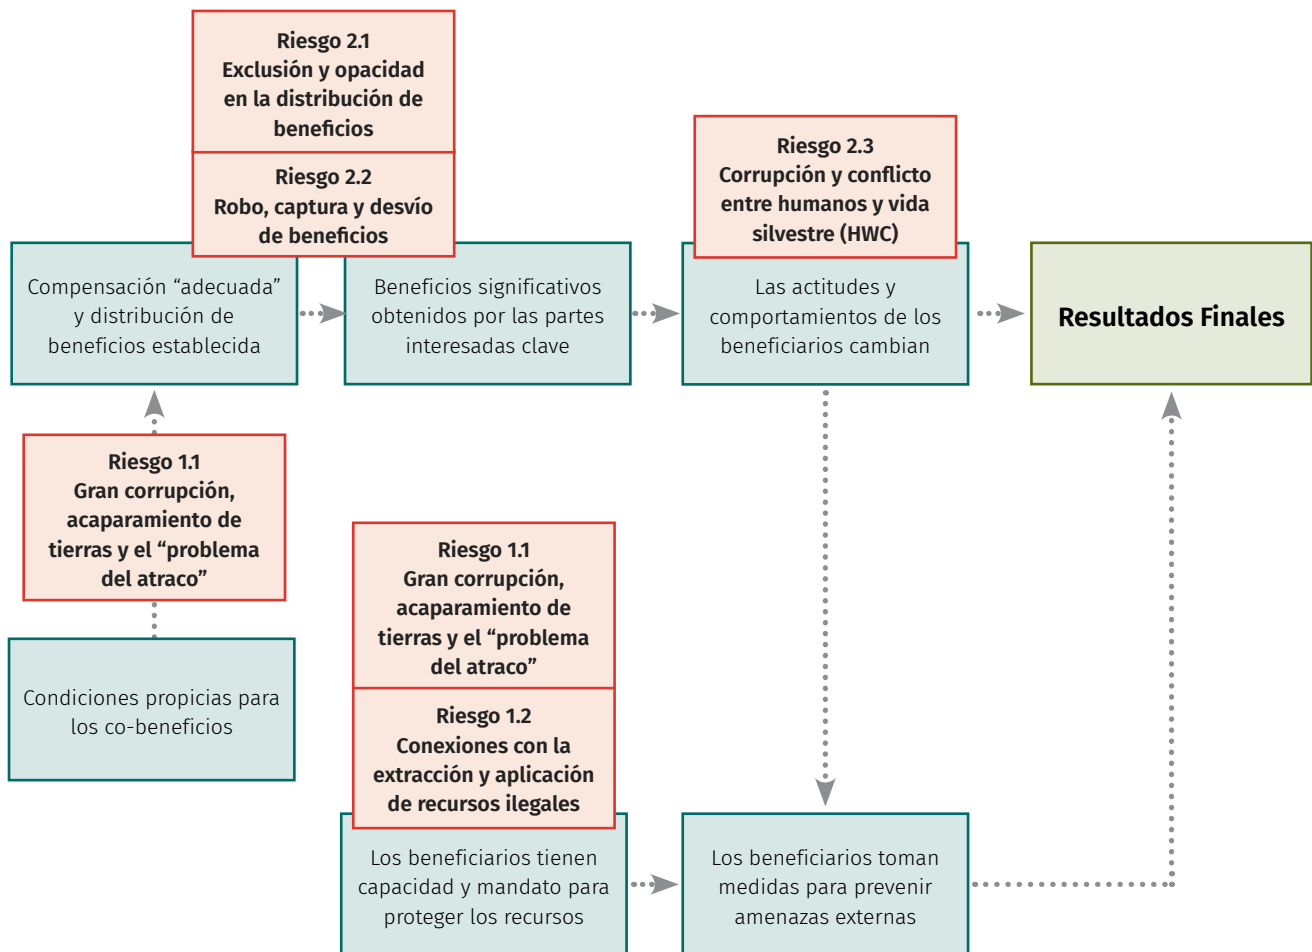 Riesgo 2.1
Exclusión y opacidad
en la distribución de
beneficios
Riesgo 2.2
Robo, captura y desvío
de beneficios
Riesgo 2.3
Corrupción y conflicto
entre humanos y vida
silvestre (HWC)
Compensación “adecuada”
y distribución de
beneficios establecida
Beneficios significativos
obtenidos por las partes
interesadas clave
Las actitudes y
comportamientos de los
beneficiarios cambian
Resultados Finales
Riesgo 1.1
Gran corrupción,
acaparamiento de
tierras y el “problema
del atraco”
Condiciones propicias para
los co-beneficios
Riesgo 1.1
Gran corrupción,
acaparamiento de
tierras y el “problema
del atraco”
Riesgo 1.2
Conexiones con la
extracción y aplicación
de recursos ilegales
Los beneficiarios tienen
capacidad y mandato para
proteger los recursos
Los beneficiarios toman
medidas para prevenir
amenazas externas